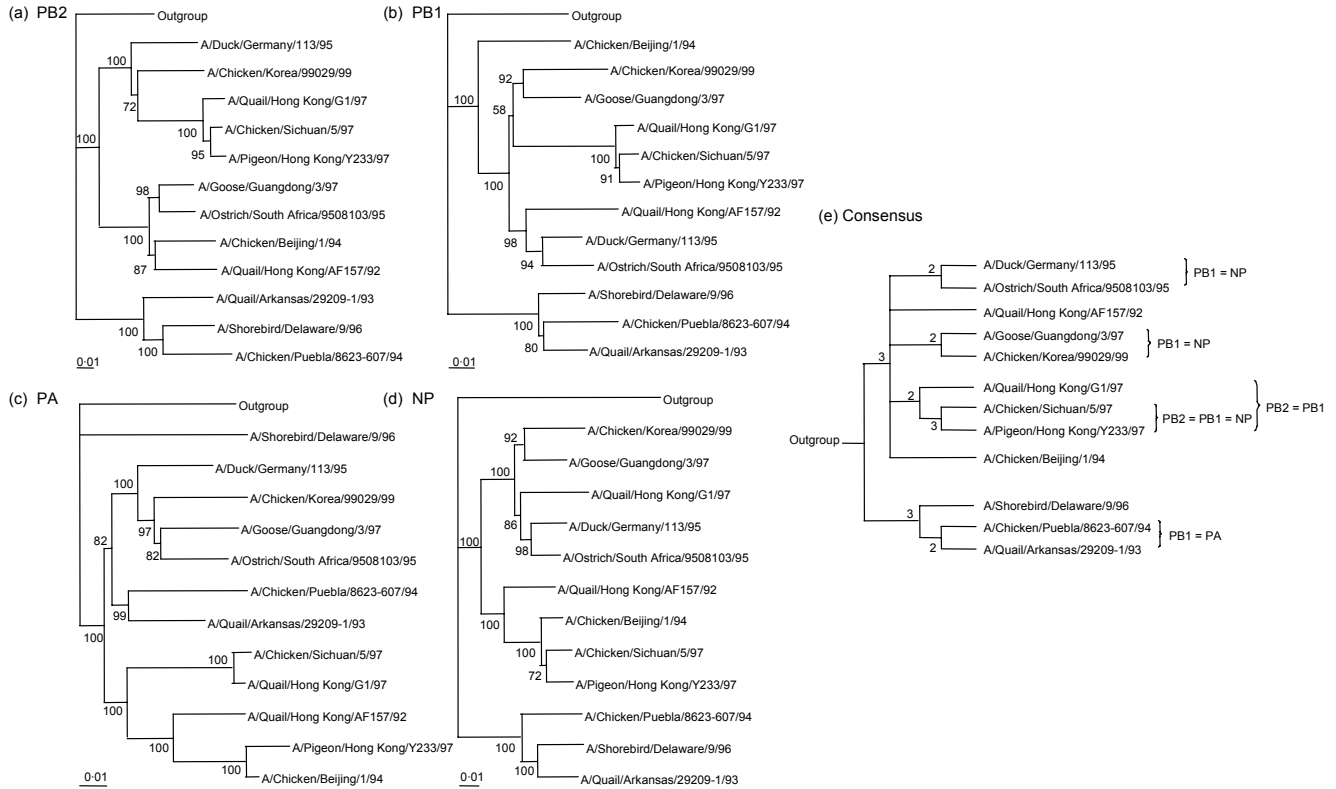 (a) PB2
Outgroup
A/Duck/Germany/113/95
100
A/Chicken/Korea/99029/99
72
A/Quail/Hong Kong/G1/97
100
A/Chicken/Sichuan/5/97
95
A/Pigeon/Hong Kong/Y233/97
100
98
A/Goose/Guangdong/3/97
A/Ostrich/South Africa/9508103/95
100
A/Chicken/Beijing/1/94
87
A/Quail/Hong Kong/AF157/92
A/Quail/Arkansas/29209-1/93
100
A/Shorebird/Delaware/9/96
100
A/Chicken/Puebla/8623-607/94
0·01
(b) PB1
Outgroup
A/Chicken/Beijing/1/94
100
92
A/Chicken/Korea/99029/99
A/Goose/Guangdong/3/97
58
A/Quail/Hong Kong/G1/97
100
A/Chicken/Sichuan/5/97
91
A/Pigeon/Hong Kong/Y233/97
100
A/Quail/Hong Kong/AF157/92
98
A/Duck/Germany/113/95
94
A/Ostrich/South Africa/9508103/95
A/Shorebird/Delaware/9/96
100
A/Chicken/Puebla/8623-607/94
80
A/Quail/Arkansas/29209-1/93
0·01
(c) PA
Outgroup
A/Shorebird/Delaware/9/96
A/Duck/Germany/113/95
100
A/Chicken/Korea/99029/99
97
A/Goose/Guangdong/3/97
82
A/Ostrich/South Africa/9508103/95
82
A/Chicken/Puebla/8623-607/94
99
A/Quail/Arkansas/29209-1/93
100
A/Chicken/Sichuan/5/97
100
A/Quail/Hong Kong/G1/97
100
A/Quail/Hong Kong/AF157/92
100
A/Pigeon/Hong Kong/Y233/97
100
A/Chicken/Beijing/1/94
0·01
(d) NP
Outgroup
A/Chicken/Korea/99029/99
92
A/Goose/Guangdong/3/97
100
A/Quail/Hong Kong/G1/97
86
A/Duck/Germany/113/95
98
A/Ostrich/South Africa/9508103/95
100
A/Quail/Hong Kong/AF157/92
100
A/Chicken/Beijing/1/94
100
A/Chicken/Sichuan/5/97
72
A/Pigeon/Hong Kong/Y233/97
A/Chicken/Puebla/8623-607/94
100
A/Shorebird/Delaware/9/96
100
A/Quail/Arkansas/29209-1/93
0·01
(e) Consensus
2
A/Duck/Germany/113/95
PB1 = NP
A/Ostrich/South Africa/9508103/95
A/Quail/Hong Kong/AF157/92
2
A/Goose/Guangdong/3/97
PB1 = NP
A/Chicken/Korea/99029/99
3
A/Quail/Hong Kong/G1/97
2
A/Chicken/Sichuan/5/97
PB2 = PB1 = NP
PB2 = PB1
3
A/Pigeon/Hong Kong/Y233/97
Outgroup
A/Chicken/Beijing/1/94
A/Shorebird/Delaware/9/96
3
A/Chicken/Puebla/8623-607/94
PB1 = PA
2
A/Quail/Arkansas/29209-1/93